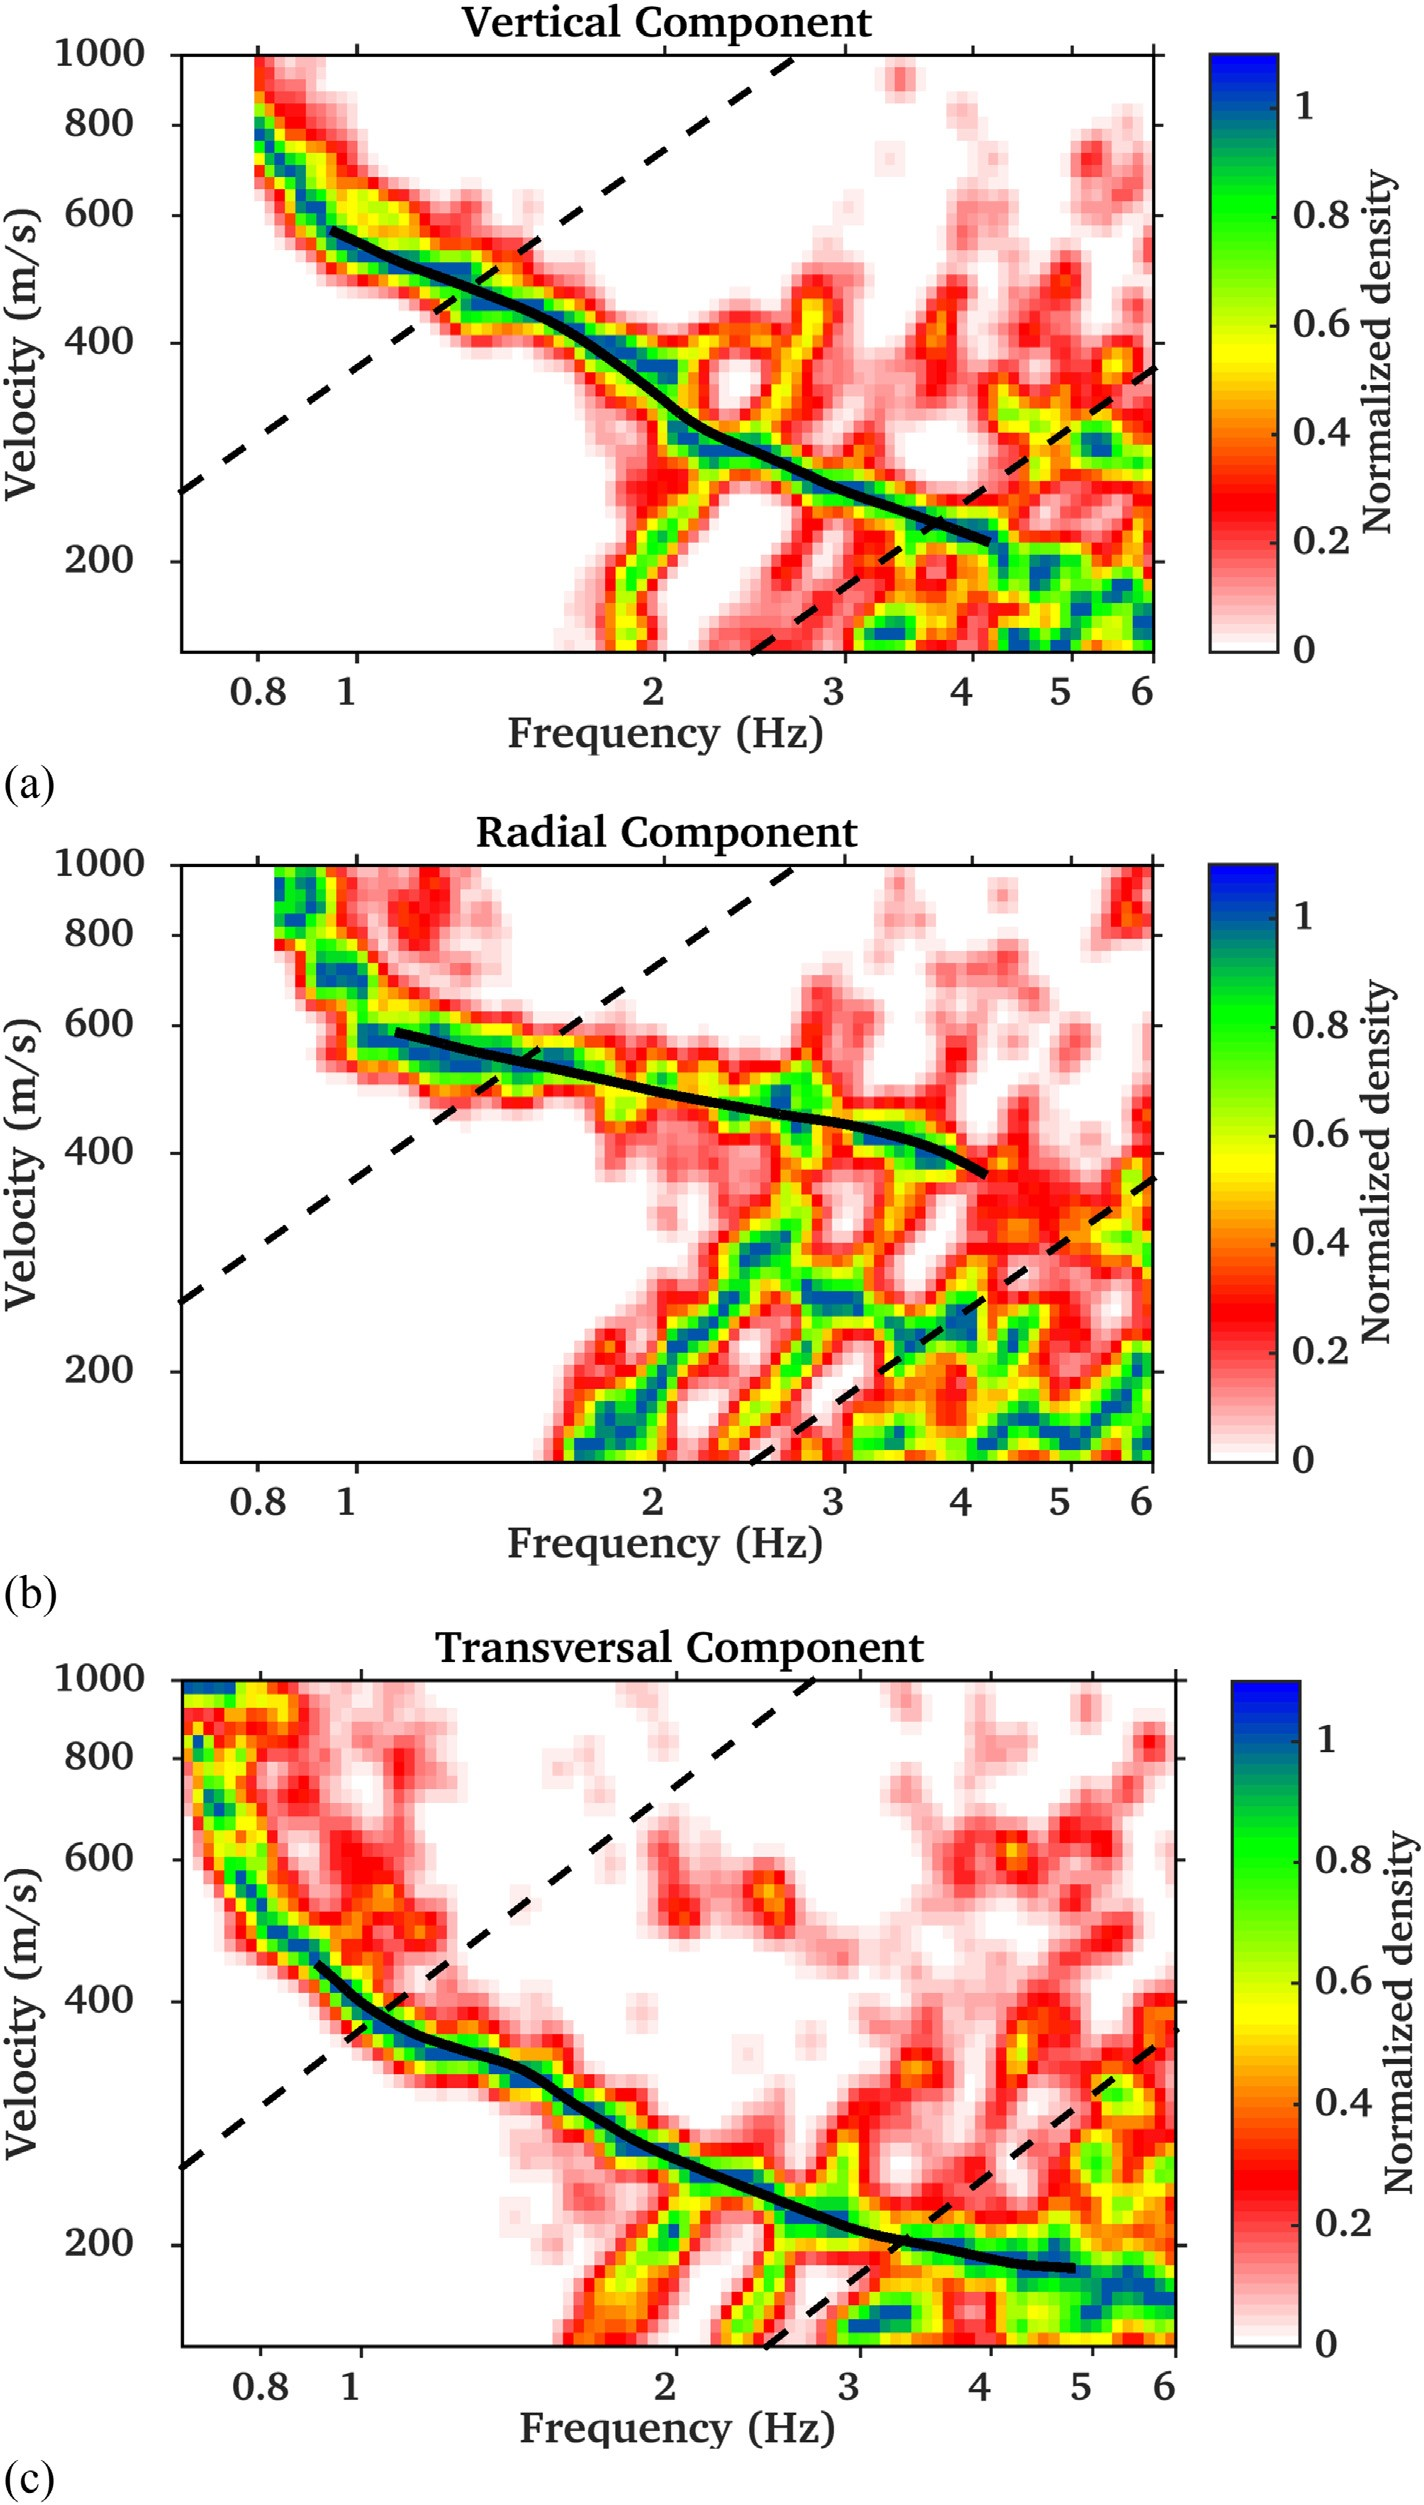 Vertical Component
1000
800
600
400
200
Velocity (m/s)
0.8 1 2 3 4 5 6
Frequency (Hz)
1
0.8
0.6
0.4
0.2
0
Normalized density
(a)
Radial Component
1000
800
600
400
200
Velocity (m/s)
0.8 1 2 3 4 5 6
Frequency (Hz)
1
0.8
0.6
0.4
0.2
0
Normalized density
(b)
Transversal Component
1000
800
600
400
200
Velocity (m/s)
0.8 1 2 3 4 5 6
Frequency (Hz)
1
0.8
0.6
0.4
0.2
0
Normalized density
(c)